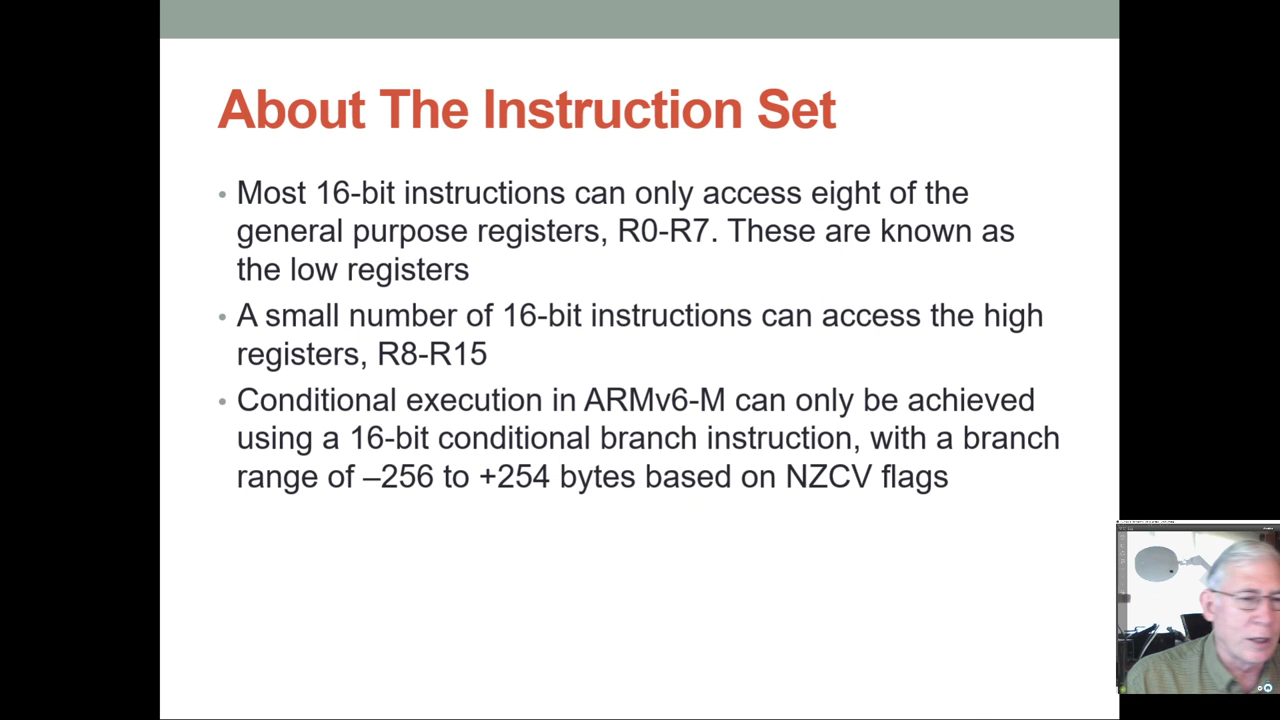 About The Instruction Set
• Most 16-bit instructions can only access eight of the
general purpose registers, R0-R7. These are known as
the low registers
• A small number of 16-bit instructions can access the high
registers, R8-R15
• Conditional execution in ARMv6-M can only be achieved
using a 16-bit conditional branch instruction, with a branch
range of –256 to +254 bytes based on NZCV flags